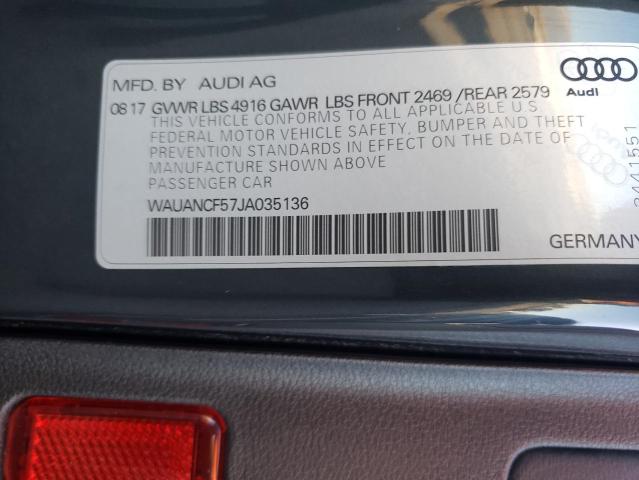 MFD. BY AUDI AG
08 17 GVWR LBS 4916 GAWR LBS FRONT 2469 /REAR 2579
THIS VEHICLE CONFORMS TO ALL APPLICABLE U.S.
FEDERAL MOTOR VEHICLE SAFETY, BUMPER AND THEFT
PREVENTION STANDARDS IN EFFECT ON THE DATE OF
MANUFACTURE SHOWN ABOVE
PASSENGER CAR
WAUANCF57JA035136
Audi
GERMANY